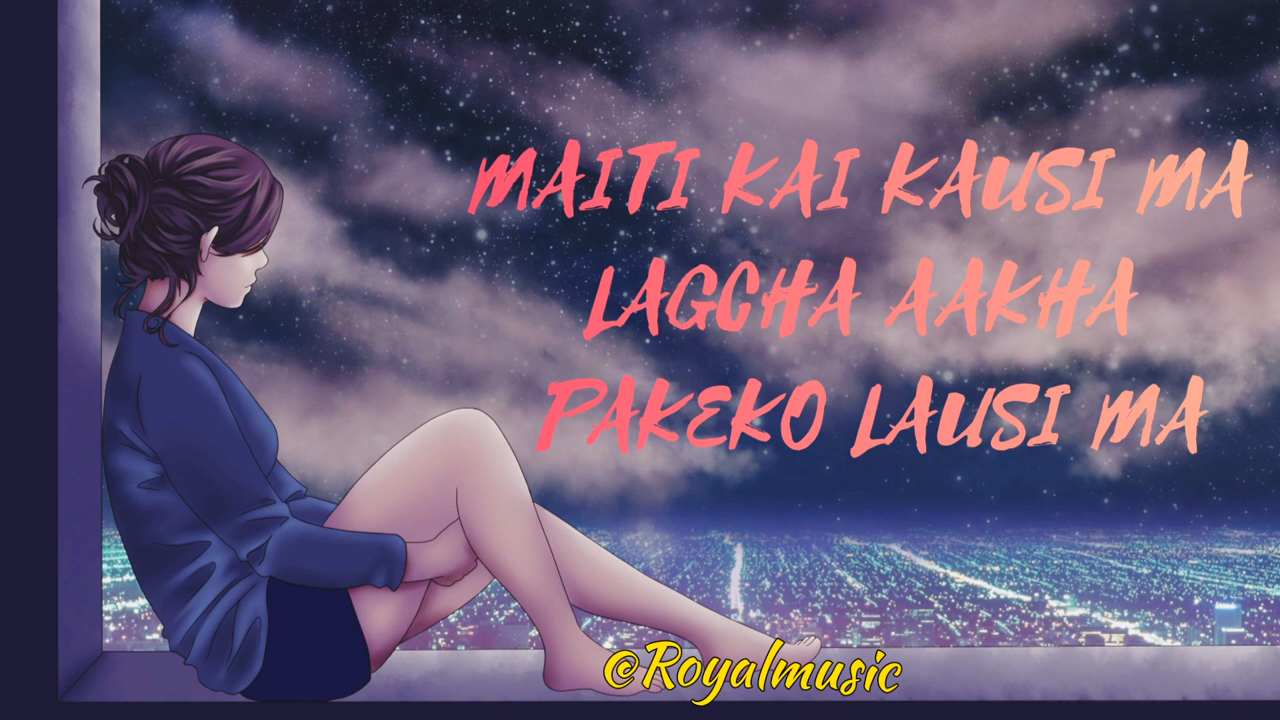 MAITI KAI KAUSI MA
LAGCHA AAKHA
PAKEKO LAUSI MA
@Royalmusic